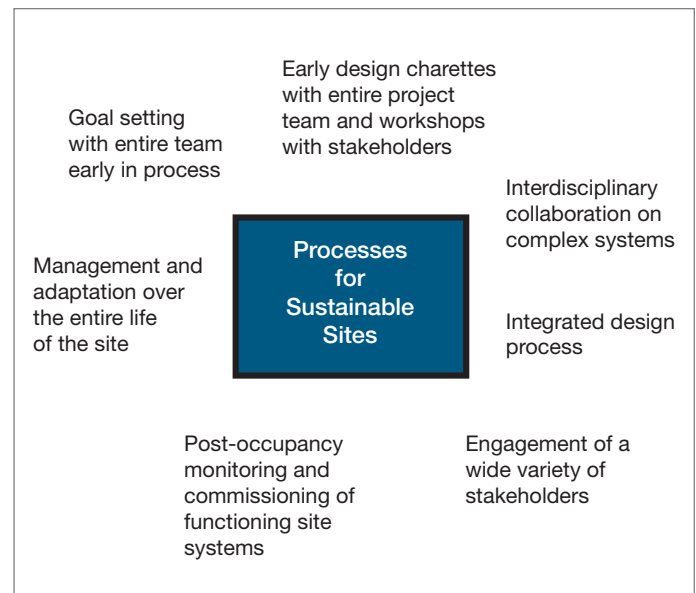 Early design charettes
with entire project
team and workshops
with stakeholders
Goal setting
with entire team
early in process
Interdisciplinary
collaboration on
complex systems
Processes
for
Sustainable
Sites
Management and
adaptation over
the entire life
of the site
Integrated design
process
Post-occupancy
monitoring and
commissioning of
functioning site
systems
Engagement of a
wide variety of
stakeholders